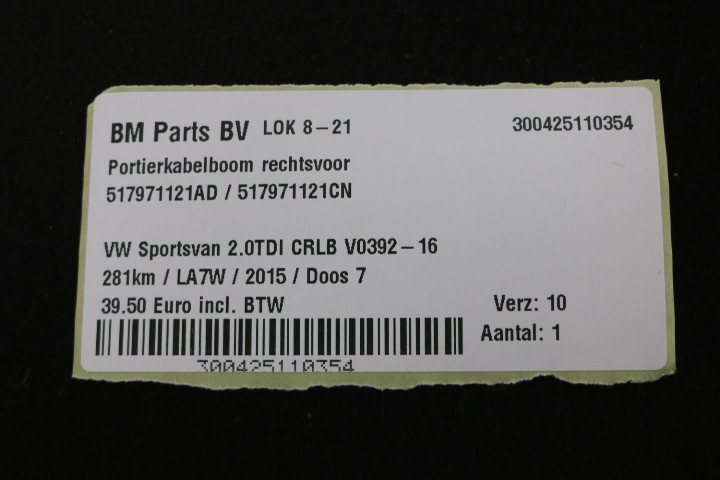 BM Parts BV LOK 8-21 300425110354
Portierkabelboom rechtsvoor
517971121AD / 517971121CN
VW Sportsvan 2.0TDI CRLB V0392-16
281km / LA7W / 2015 / Doos 7
39.50 Euro incl. BTW Verz: 10
Aantal: 1
300425110354